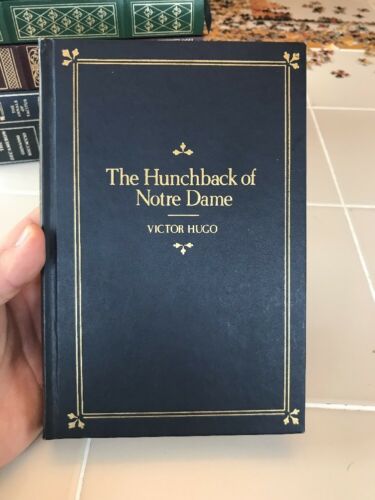 The Hunchback of
Notre Dame
VICTOR HUGO